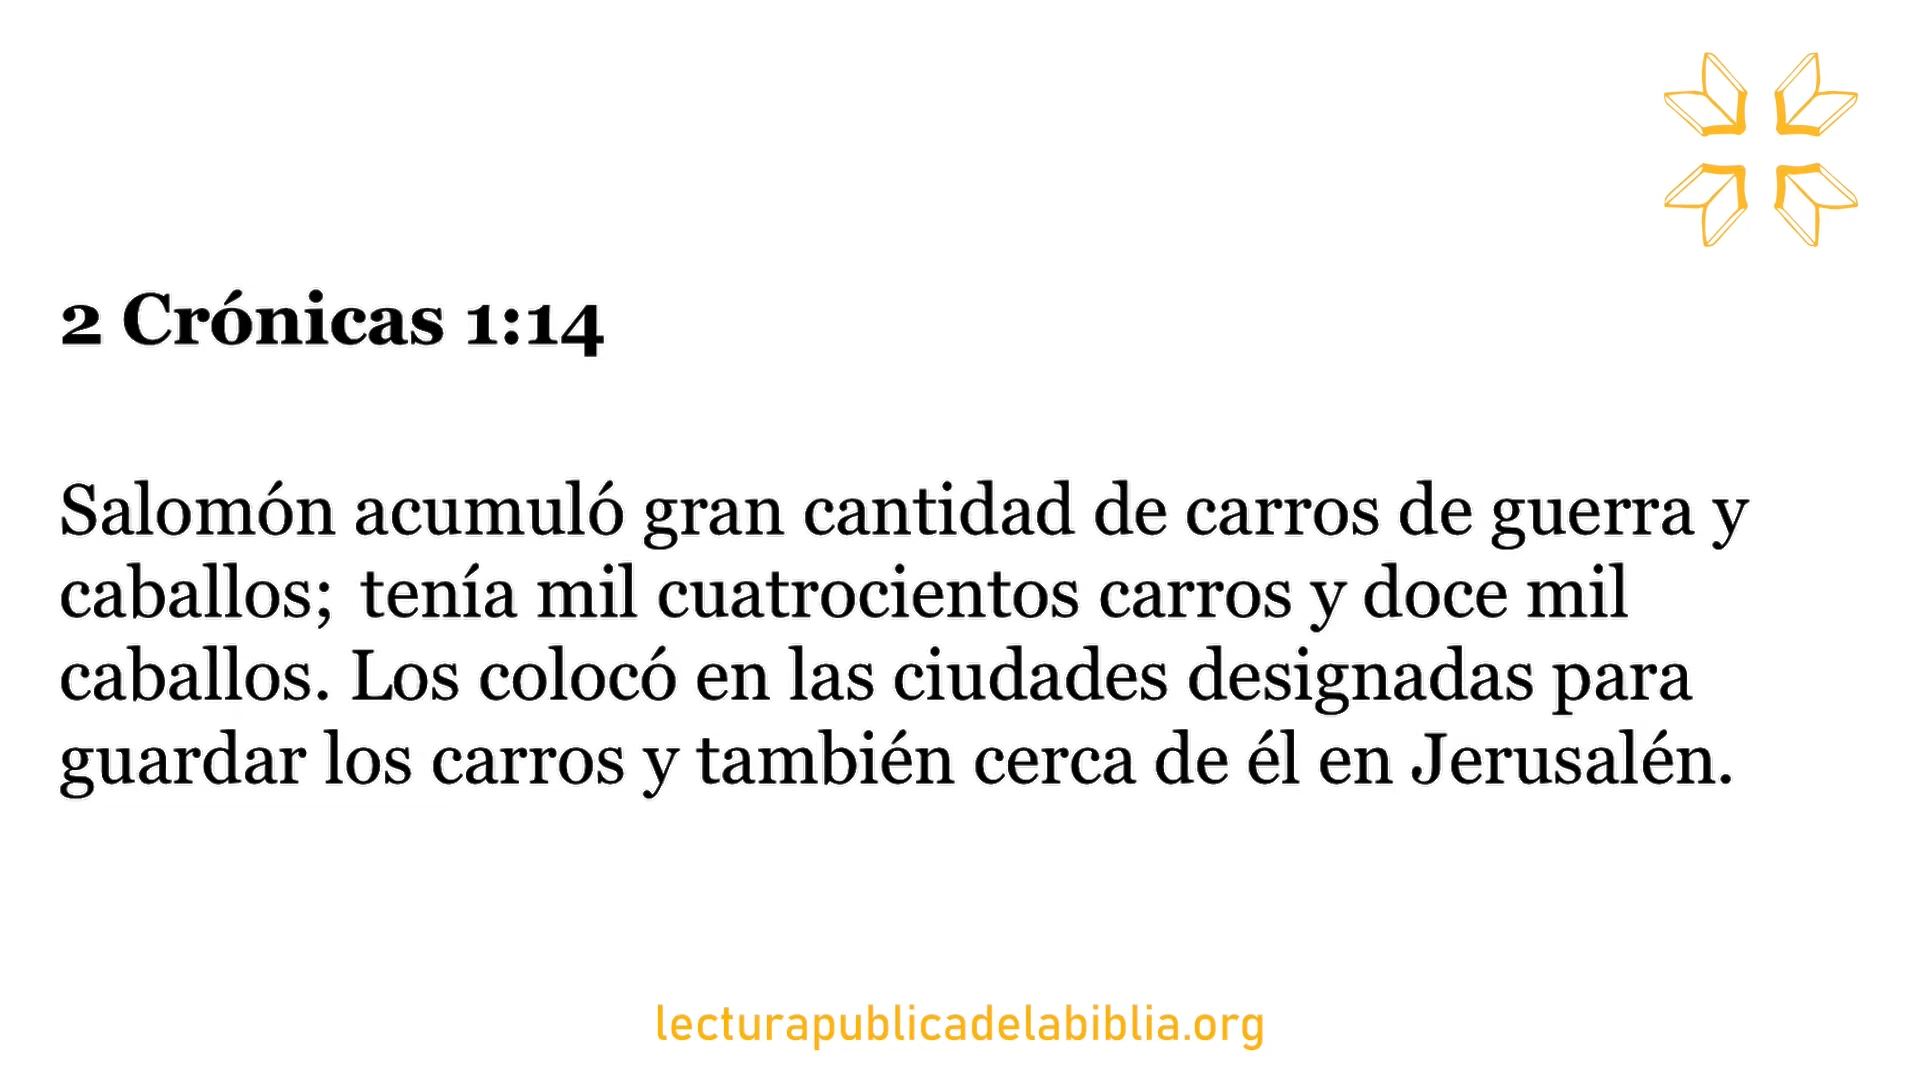 2 Crónicas 1:14
Salomón acumuló gran cantidad de carros de guerra y
caballos; tenía mil cuatrocientos carros y doce mil
caballos. Los colocó en las ciudades designadas para
guardar los carros y también cerca de él en Jerusalén.
lecturapublicadelabiblia.org